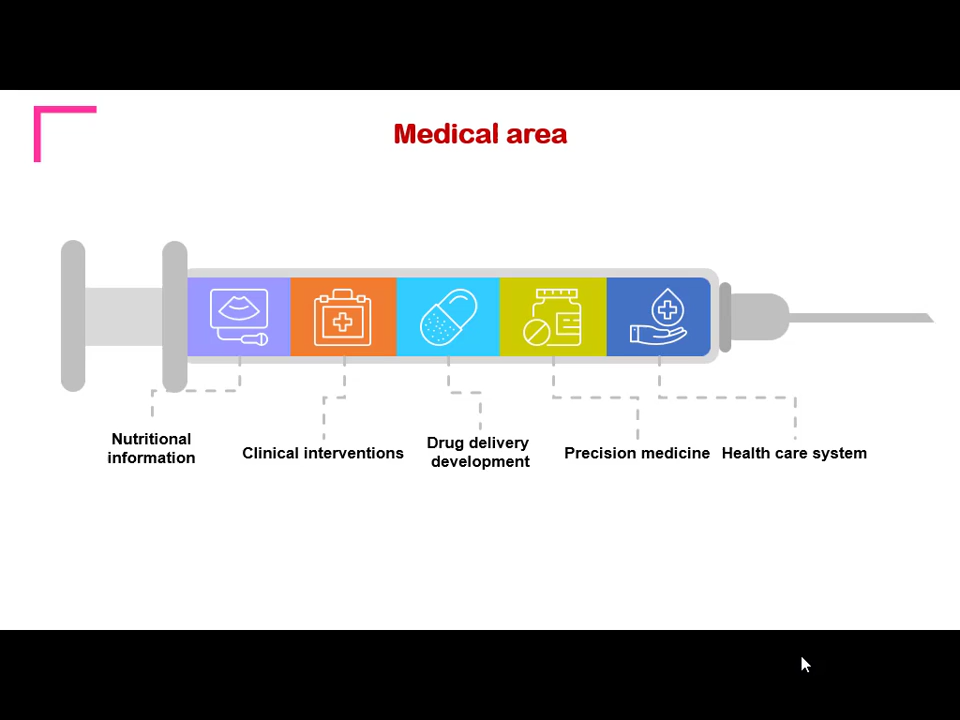 Medical area
Nutritional
information
Clinical interventions
Drug delivery
development
Precision medicine
Health care system